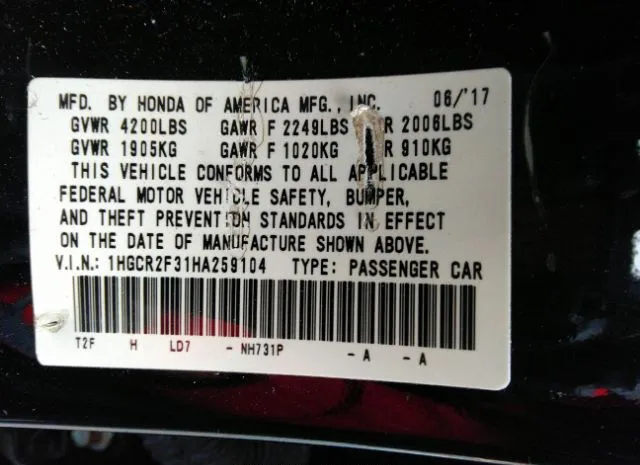 MFD. BY HONDA OF AMERICA MFG., INC. 06/'17
GVWR 4200LBS GAWR F 2249LBS R 2006LBS
GVWR 1905KG GAWR F 1020KG R 910KG
THIS VEHICLE CONFORMS TO ALL APPLICABLE
FEDERAL MOTOR VEHICLE SAFETY, BUMPER,
AND THEFT PREVENTION STANDARDS IN EFFECT
ON THE DATE OF MANUFACTURE SHOWN ABOVE.
V.I.N.: 1HGCR2F31HA259104 TYPE: PASSENGER CAR
T2F H LD7 - NH731P - A - A